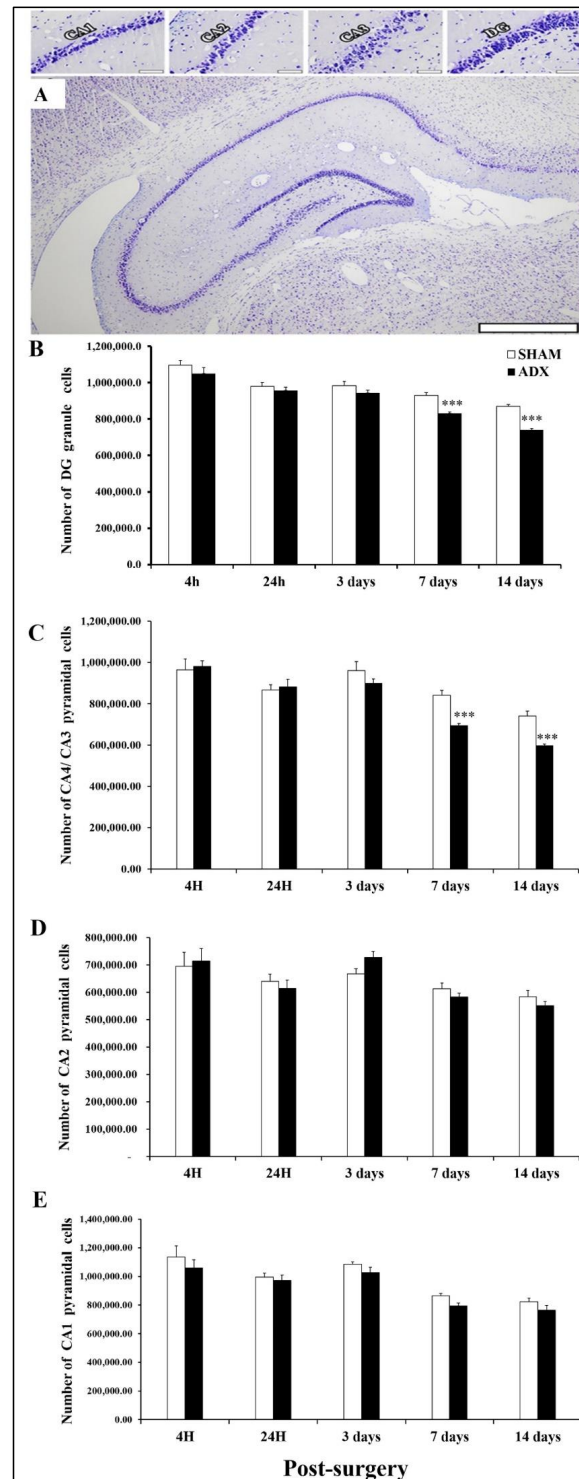 CA1 CA2 CA3 DG
A
B
SHAM
ADX
Number of DG granule cells
1,200,000.0
1,000,000.0
800,000.0
600,000.0
400,000.0
200,000.0
0.0
***
***
4h 24h 3 days 7 days 14 days
C
Number of CA4/ CA3 pyramidal cells
1,200,000.00
1,000,000.00
800,000.00
600,000.00
400,000.00
200,000.00
0.00
***
***
4H 24H 3 days 7 days 14 days
D
Number of CA2 pyramidal cells
800,000.00
700,000.00
600,000.00
500,000.00
400,000.00
300,000.00
200,000.00
100,000.00
-
4H 24H 3 days 7 days 14 days
E
Number of CA1 pyramidal cells
1,400,000.00
1,200,000.00
1,000,000.00
800,000.00
600,000.00
400,000.00
200,000.00
0.00
4H 24H 3 days 7 days 14 days
Post-surgery